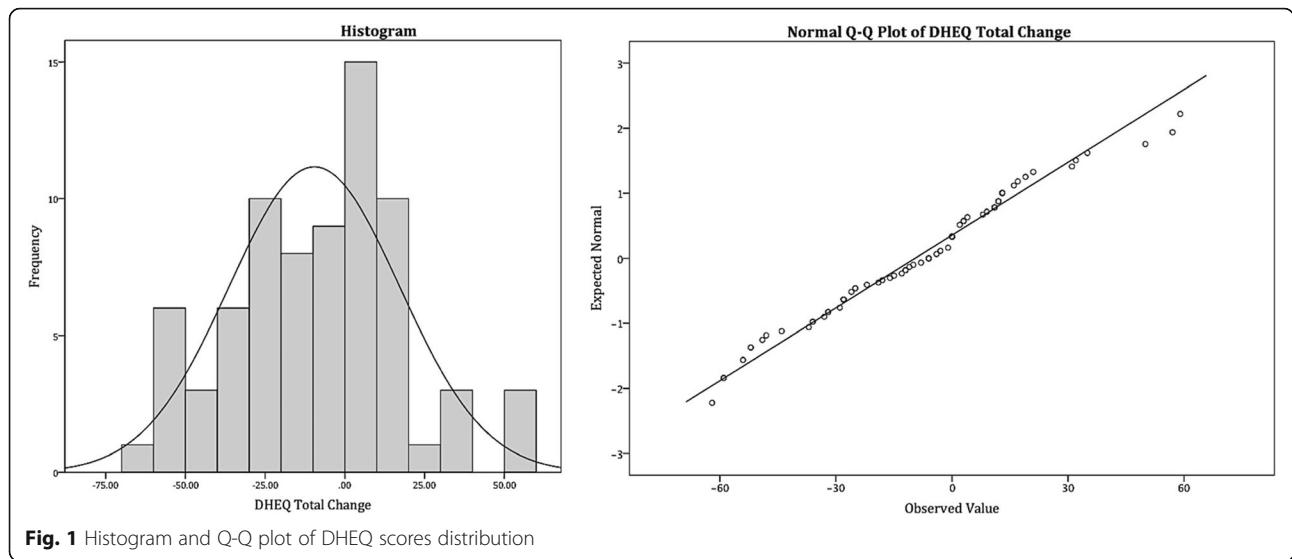 Histogram
15
10
5
0
Frequency
-75.00 -50.00 -25.00 .00 25.00 50.00
DHEQ Total Change
Normal Q-Q Plot of DHEQ Total Change
3
2
1
0
-1
-2
-3
Expected Normal
-60 -30 0 30 60
Observed Value
Fig. 1 Histogram and Q-Q plot of DHEQ scores distribution